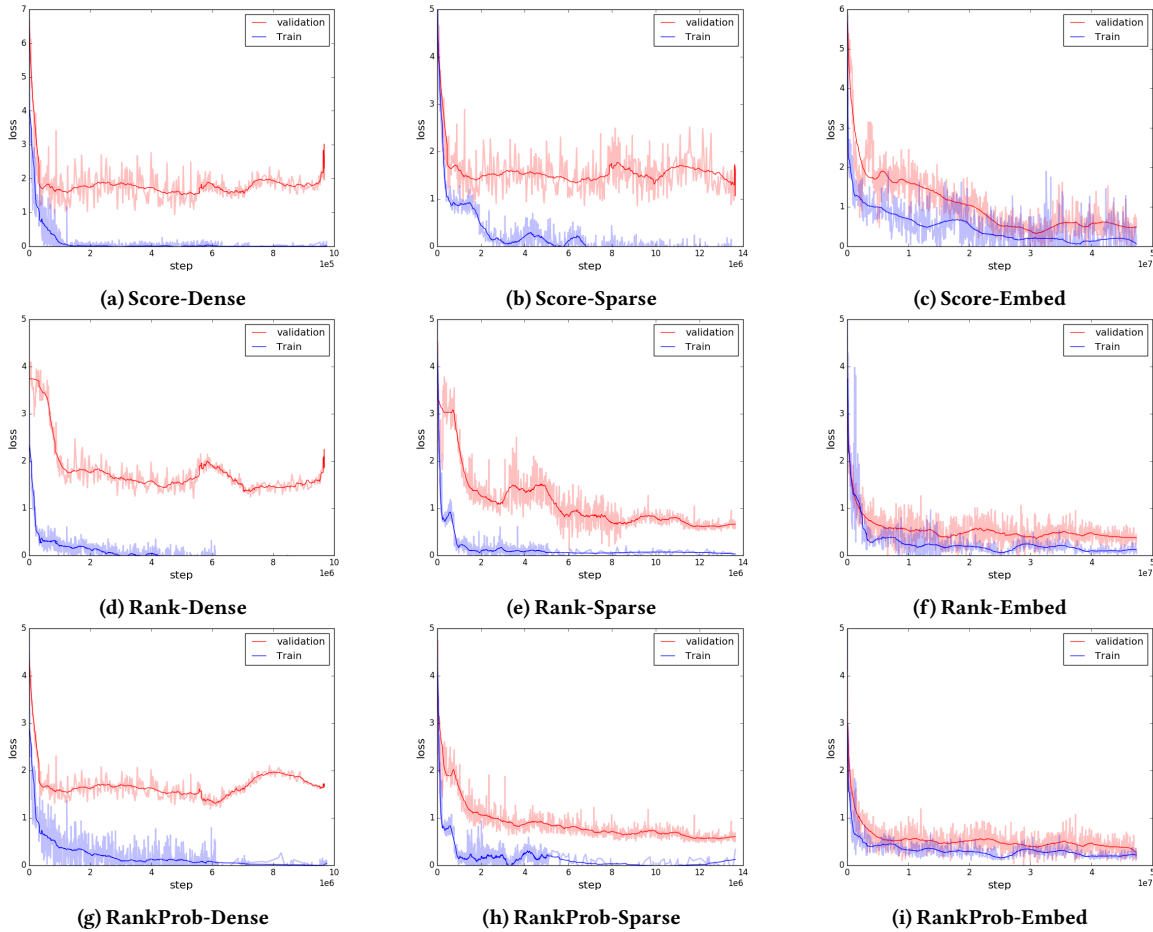 7
6
5
4
3
2
1
0
loss
validation
Train
0 2 4 6 8 10
step 1e5
(a) Score-Dense
5
4
3
2
1
0
loss
validation
Train
0 2 4 6 8 10 12 14
step 1e6
(b) Score-Sparse
6
5
4
3
2
1
0
loss
validation
Train
0 1 2 3 4 5
step 1e7
(c) Score-Embed
5
4
3
2
1
0
loss
validation
Train
0 2 4 6 8 10
step 1e6
(d) Rank-Dense
5
4
3
2
1
0
loss
validation
Train
0 2 4 6 8 10 12 14
step 1e6
(e) Rank-Sparse
5
4
3
2
1
0
loss
validation
Train
0 1 2 3 4 5
step 1e7
(f) Rank-Embed
5
4
3
2
1
0
loss
validation
Train
0 2 4 6 8 10
step 1e6
(g) RankProb-Dense
5
4
3
2
1
0
loss
validation
Train
0 2 4 6 8 10 12 14
step 1e6
(h) RankProb-Sparse
5
4
3
2
1
0
loss
validation
Train
0 1 2 3 4 5
step 1e7
(i) RankProb-Embed